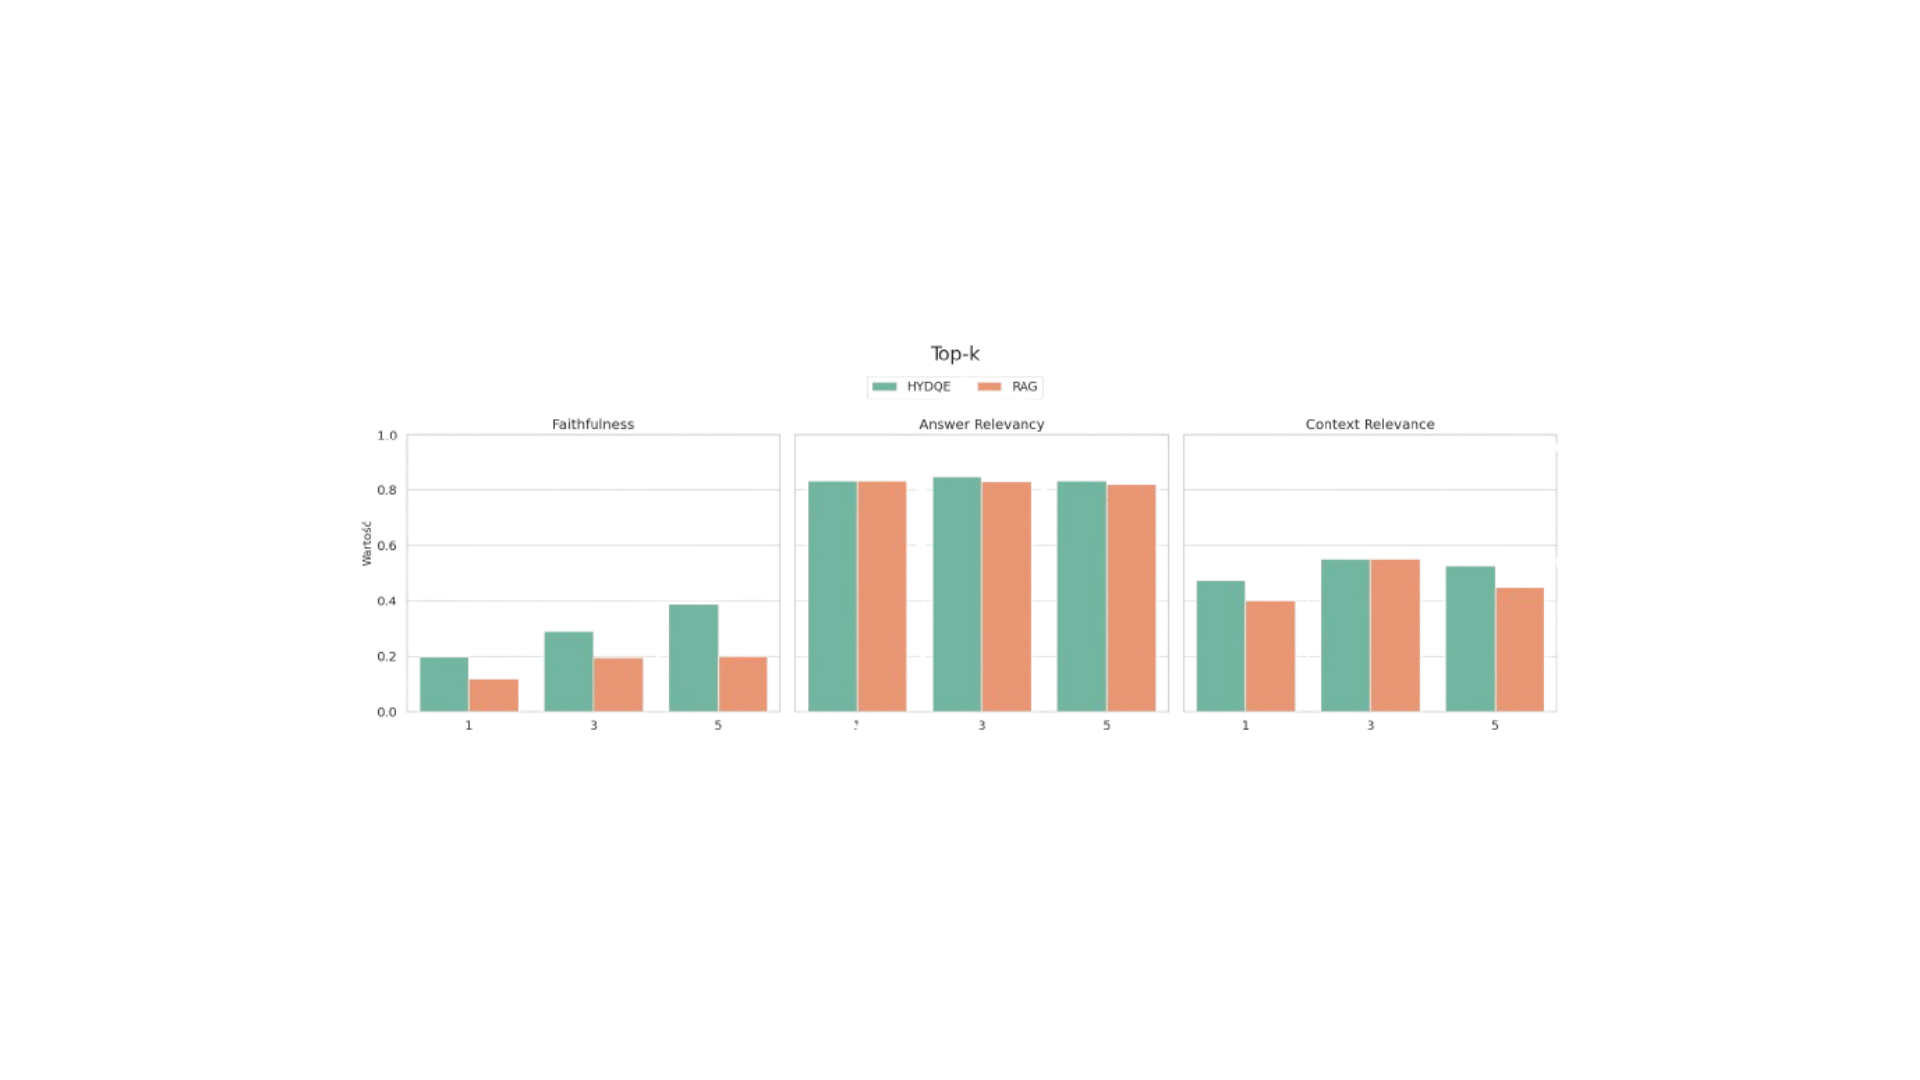 Top-k
HYDQE RAG
Faithfulness Answer Relevancy Context Relevance
1.0
0.8
0.6
0.4
0.2
0.0
Wartość
1 3 5 3 5 1 3 5